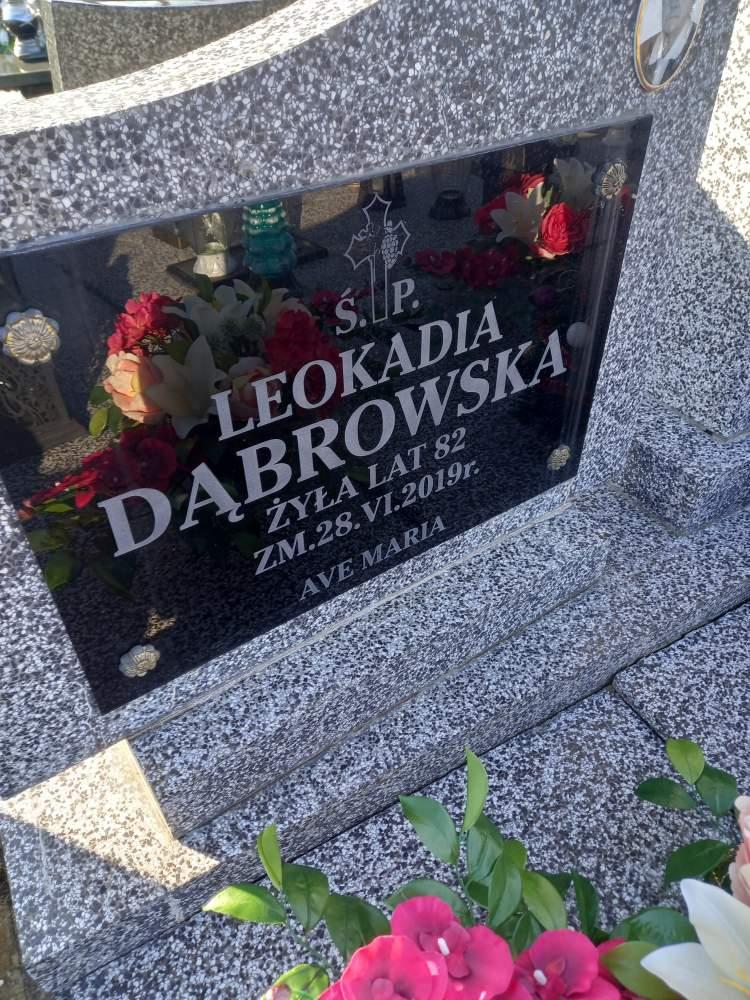 Ś. P.
LEOKADIA
DĄBROWSKA
ŻYŁA LAT 82
ZM.28.VI.2019r.
AVE MARIA